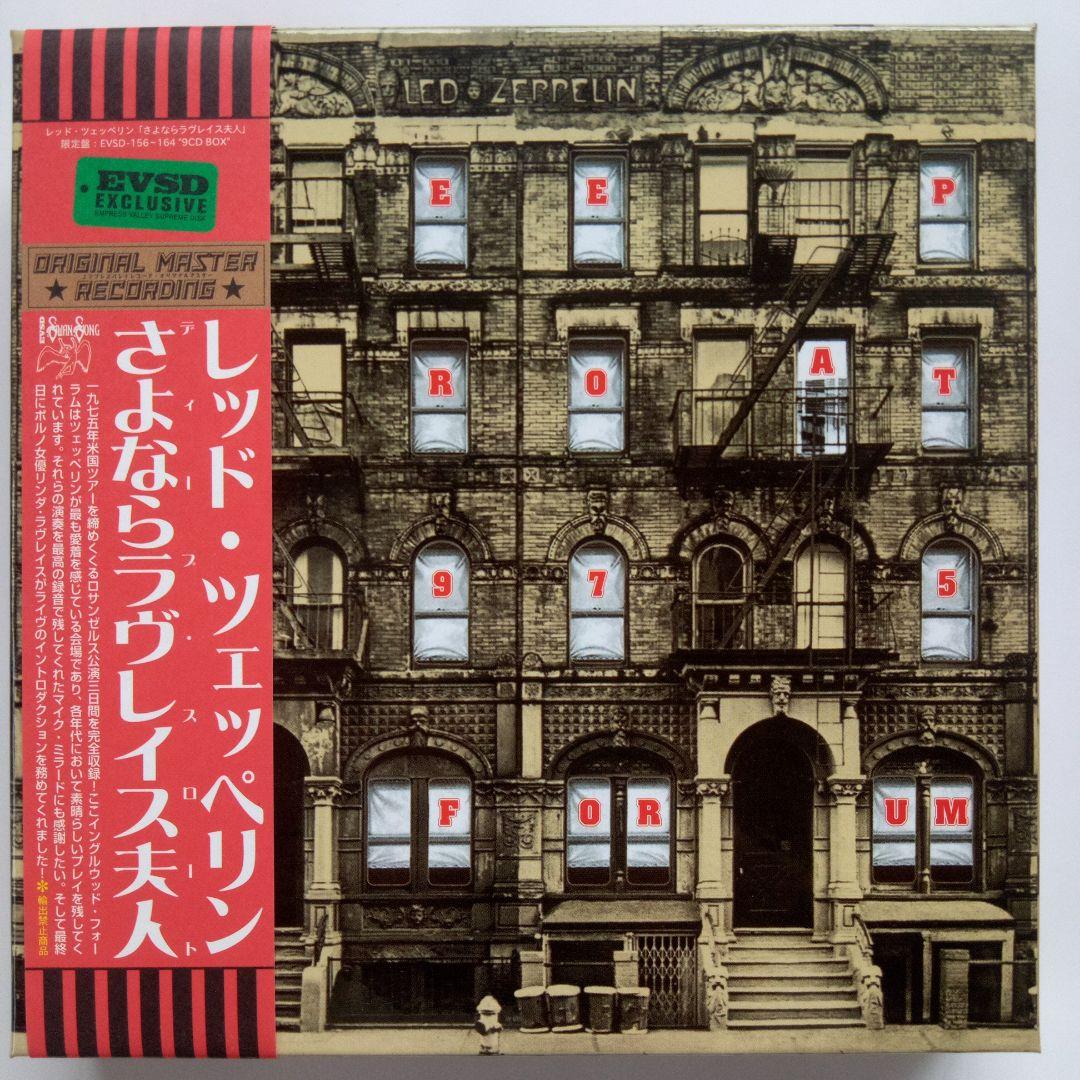 レッド・ツェッペリン「さよならラヴレイス夫人」
限定盤：EVSD-156~164 "9CD BOX"
EVSD
EXCLUSIVE
EMPRESS VALLEY SUPREME DISK
ORIGINAL MASTER
★ RECORDING ★
SWAN SONG
レッド・ツェッペリン
ディープ・スロート
さよならラヴレイス夫人
一九七五年米国ツアーを締めくくるロサンゼルス公演三日間を完全収録！ここイングルウッド・フォー
ラムはツェッペリンが最も愛着を感じている会場であり、各年代において素晴らしいプレイを残してく
れています。それらの演奏を最高の録音で残してくれたマイク・ミラードにも感謝したい。そして最終
日にポルノ女優リンダ・ラヴレイスがライヴのイントロダクションを務めてくれました！✽輸出禁止商品
LED ZEPPELIN
E E P
R O A T
9 7 5
F O R U M